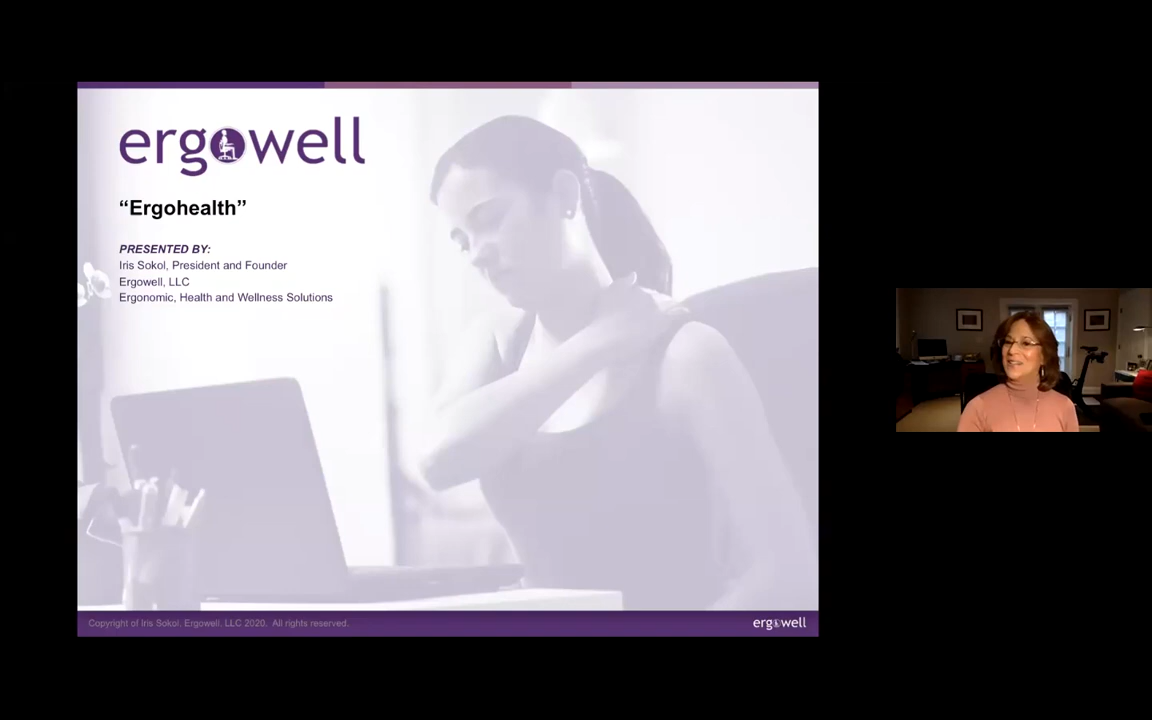 ergowell
“Ergohealth”
PRESENTED BY:
Iris Sokol, President and Founder
Ergowell, LLC
Ergonomic, Health and Wellness Solutions
Copyright of Iris Sokol. Ergowell. LLC 2020. All rights reserved.
ergowell